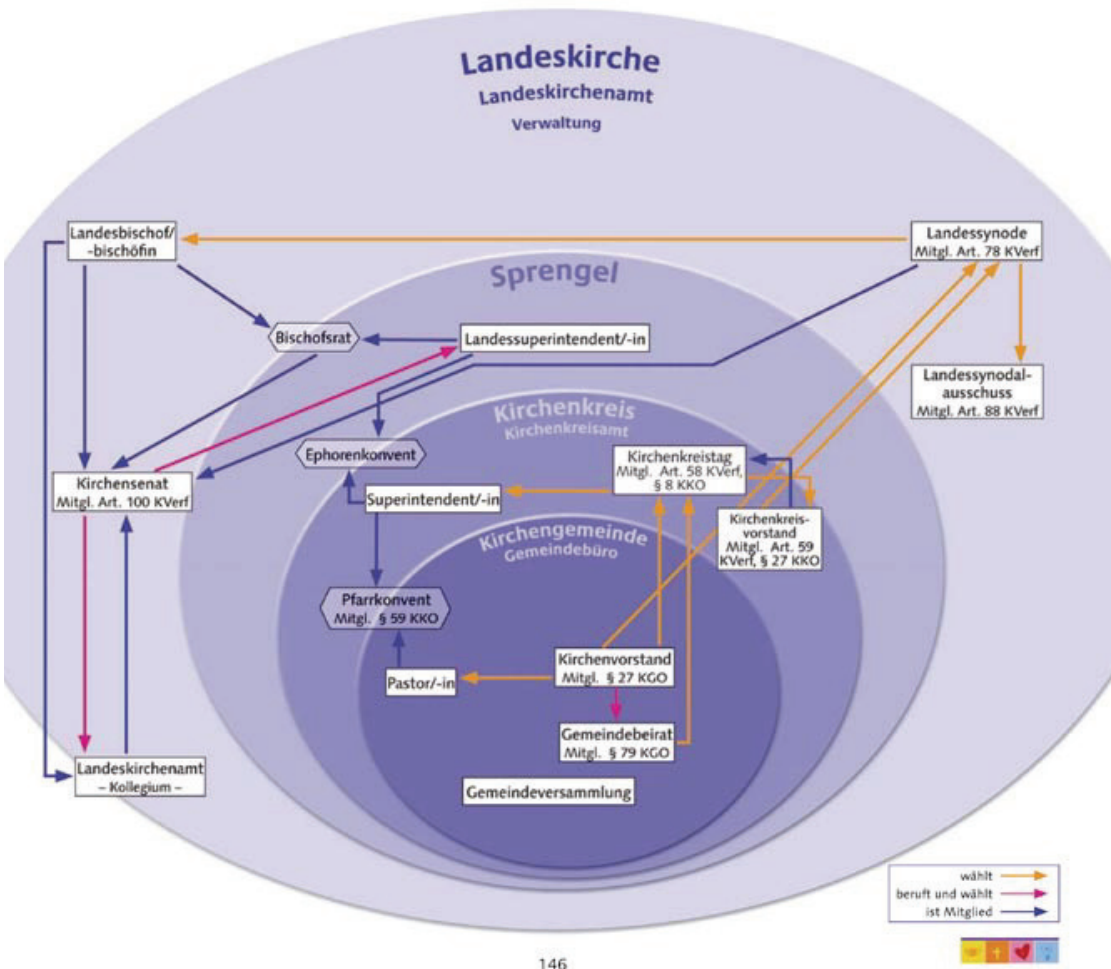 Landeskirche
Landeskirchenamt
Verwaltung
Landesbischof/
-bischöfin
Landessynode
Mitgl. Art. 78 KVerf
Sprengel
Bischofsrat
Landessuperintendent/-in
Landessynodal-
ausschuss
Mitgl. Art. 88 KVerf
Kirchenkreis
Kirchenkreisamt
Ephorenkonvent
Kirchenkreistag
Mitgl. Art. 58 KVerf,
§ 8 KKO
Kirchensenat
Mitgl. Art. 100 KVerf
Superintendent/-in
Kirchenkreis-
vorstand
Mitgl. Art. 59
KVerf, § 27 KKO
Kirchengemeinde
Gemeindebüro
Pfarrkonvent
Mitgl. § 59 KKO
Kirchenvorstand
Mitgl. § 27 KGO
Pastor/-in
Gemeindebeirat
Mitgl. § 79 KGO
Landeskirchenamt
– Kollegium –
Gemeindeversammlung
wählt
beruft und wählt
ist Mitglied
146